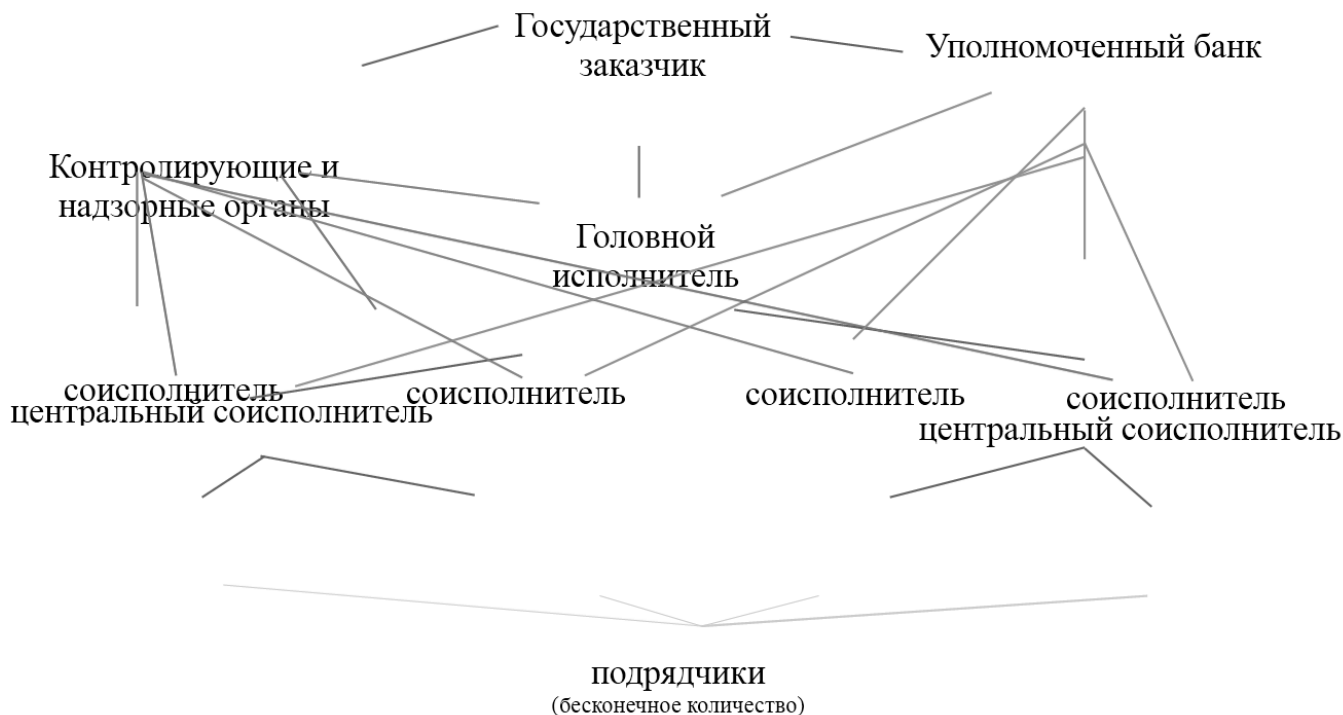 Государственный
заказчик
Уполномоченный банк
Контролирующие и
надзорные органы
Головной
исполнитель
соисполнитель
центральный соисполнитель
соисполнитель
соисполнитель
соисполнитель
центральный соисполнитель
подрядчики
(бесконечное количество)